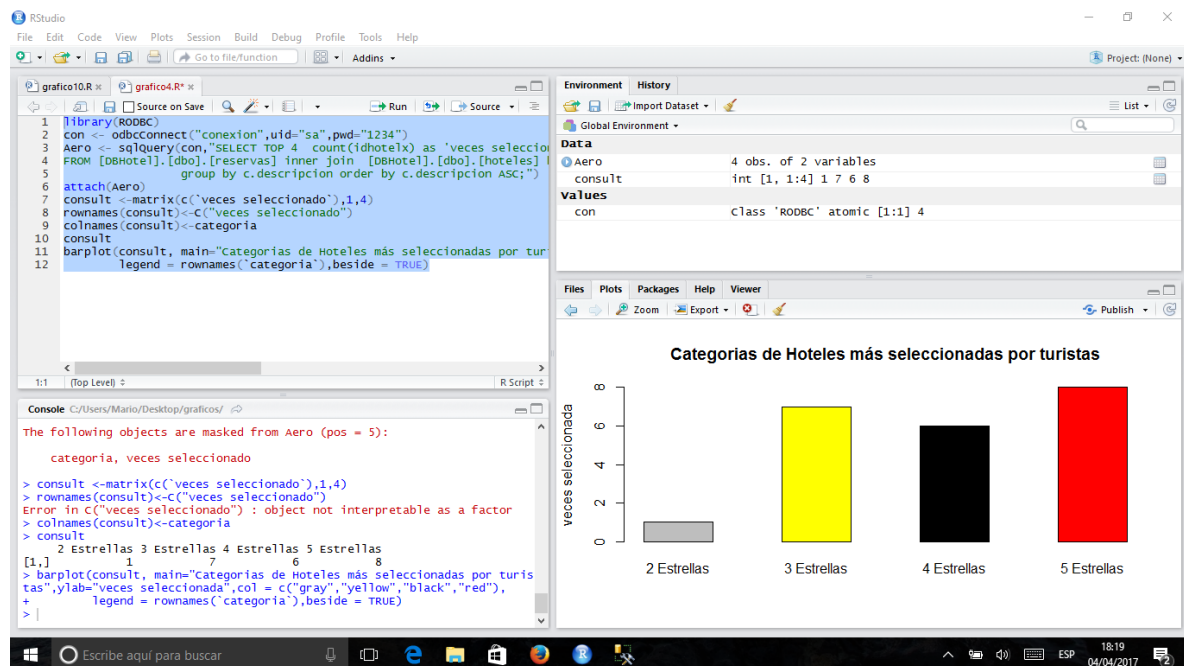 RStudio
File Edit Code View Plots Session Build Debug Profile Tools Help
Go to file/function Addins Project: (None)
grafico10.R grafico4.R*
Source on Save Run Source
1 library(RODBC)
2 con <- odbcConnect("conexion",uid="sa",pwd="1234")
3 Aero <- sqlQuery(con,"SELECT TOP 4 count(idhotelx) as 'veces seleccio
4 FROM [DBHotel].[dbo].[reservas] inner join [DBHotel].[dbo].[hoteles]
5 group by c.descripcion order by c.descripcion ASC;")
6 attach(Aero)
7 consult <-matrix(c(`veces seleccionado`),1,4)
8 rownames(consult)<-C("veces seleccionado")
9 colnames(consult)<-categoria
10 consult
11 barplot(consult, main="Categorias de Hoteles más seleccionadas por tur
12 legend = rownames(`categoria`),beside = TRUE)
1:1 (Top Level) R Script
Console C:/Users/Mario/Desktop/graficos/
The following objects are masked from Aero (pos = 5):
categoria, veces seleccionado
> consult <-matrix(c(`veces seleccionado`),1,4)
> rownames(consult)<-C("veces seleccionado")
Error in C("veces seleccionado") : object not interpretable as a factor
> colnames(consult)<-categoria
> consult
2 Estrellas 3 Estrellas 4 Estrellas 5 Estrellas
[1,] 1 7 6 8
> barplot(consult, main="Categorias de Hoteles más seleccionadas por turis
tas",ylab="veces seleccionada",col = c("gray","yellow","black","red"),
+ legend = rownames(`categoria`),beside = TRUE)
>
Environment History
Import Dataset List
Global Environment
Data
Aero 4 obs. of 2 variables
consult int [1, 1:4] 1 7 6 8
Values
con Class 'RODBC' atomic [1:1] 4
Files Plots Packages Help Viewer
Zoom Export Publish
Categorias de Hoteles más seleccionadas por turistas
veces seleccionada
8
6
4
2
0
2 Estrellas 3 Estrellas 4 Estrellas 5 Estrellas
Escribe aquí para buscar
ESP
18:19
04/04/2017
2